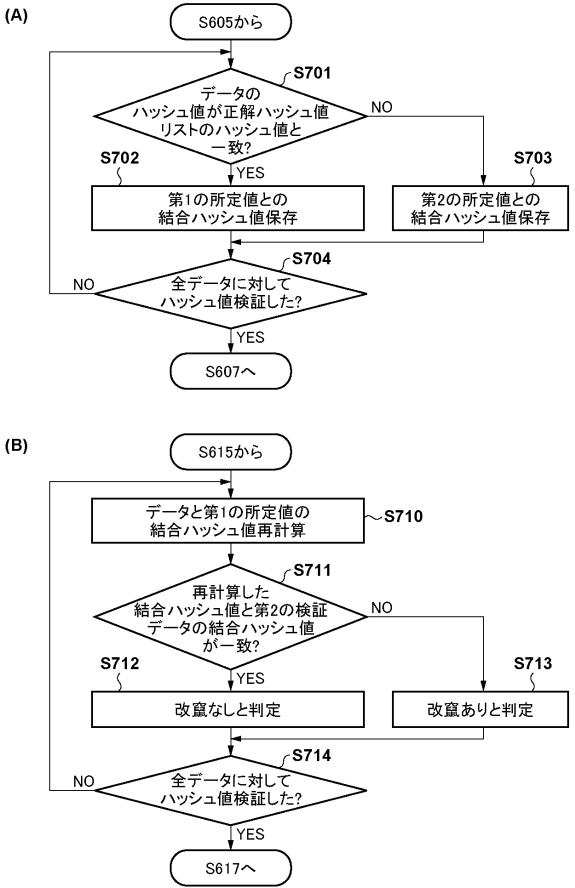 (A)
S605から
S701
データの
ハッシュ値が正解ハッシュ値
リストのハッシュ値と
一致?
NO
YES
S702
第1の所定値との
結合ハッシュ値保存
S703
第2の所定値との
結合ハッシュ値保存
S704
全データに対して
ハッシュ値検証した?
NO
YES
S607へ
(B)
S615から
データと第1の所定値の
結合ハッシュ値再計算
S710
S711
再計算した
結合ハッシュ値と第2の検証
データの結合ハッシュ値
が一致?
NO
YES
S712
改竄なしと判定
S713
改竄ありと判定
S714
全データに対して
ハッシュ値検証した?
NO
YES
S617へ